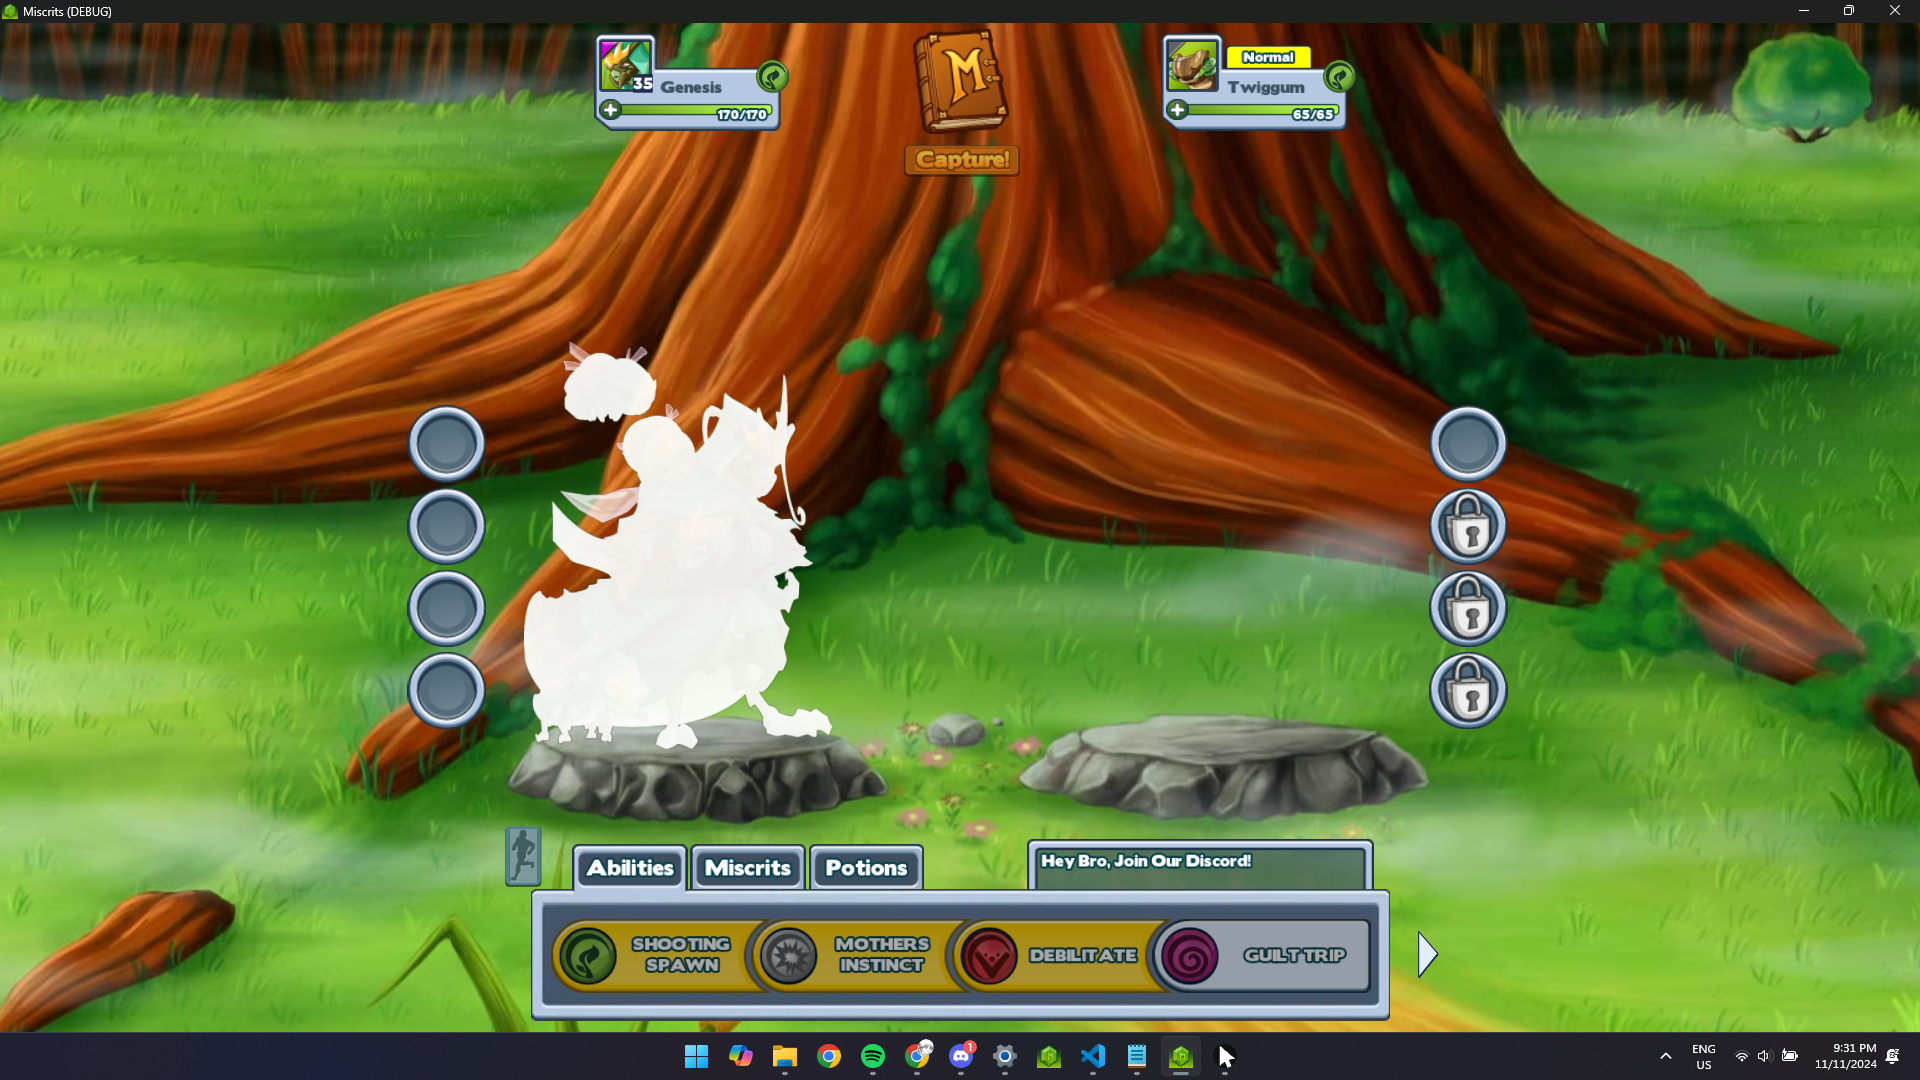 Miscrits (DEBUG)
35
Genesis
170/170
M
Capture!
Normal
Twiggum
65/65
Abilities
Miscrits
Potions
Hey Bro, Join Our Discord!
SHOOTING
SPAWN
MOTHERS
INSTINCT
DEBILITATE
GUILT TRIP
1
ENG
US
9:31 PM
11/11/2024